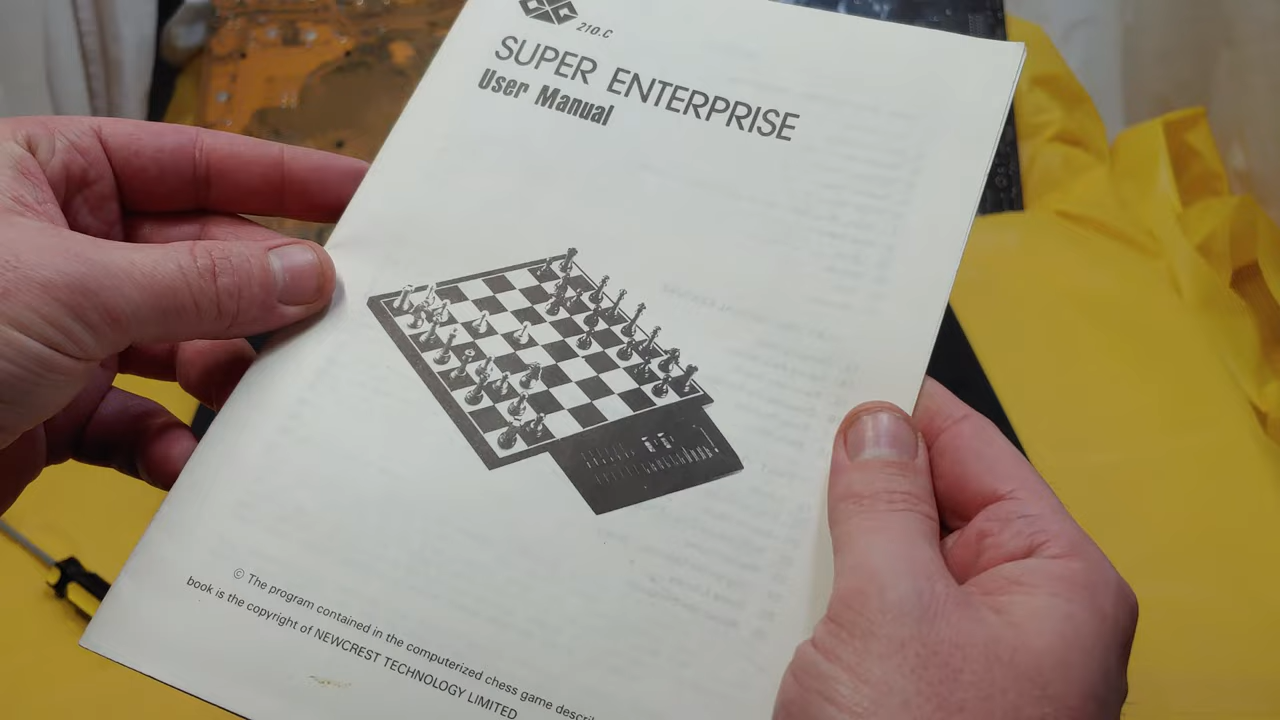 210.C
SUPER ENTERPRISE
User Manual
© The program contained in the computerized chess game
book is the copyright of NEWCREST TECHNOLOGY LIMITED